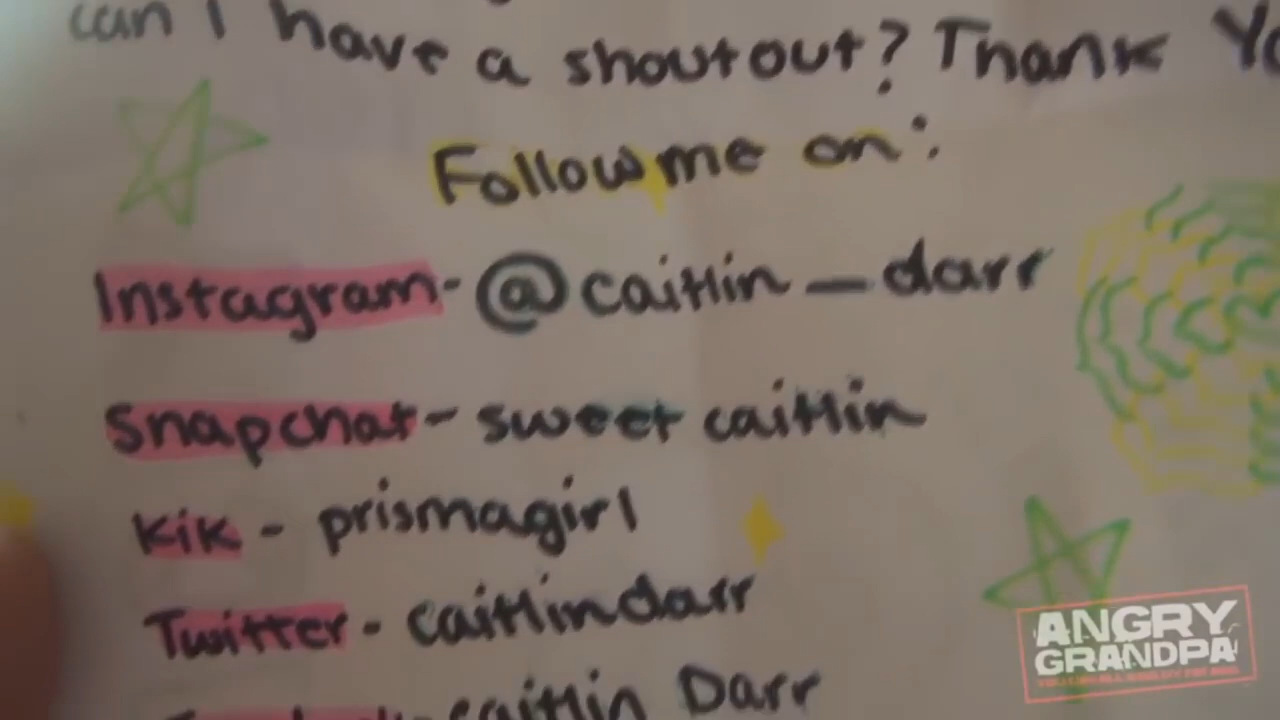 can I have a shoutout? Thank Yo
Follow me on:
Instagram- @caitlin_darr
Snapchat- sweet caitlin
Kik - prismagirl
Twitter- caitlindarr
caitlin Darr
ANGRY
GRANDPA